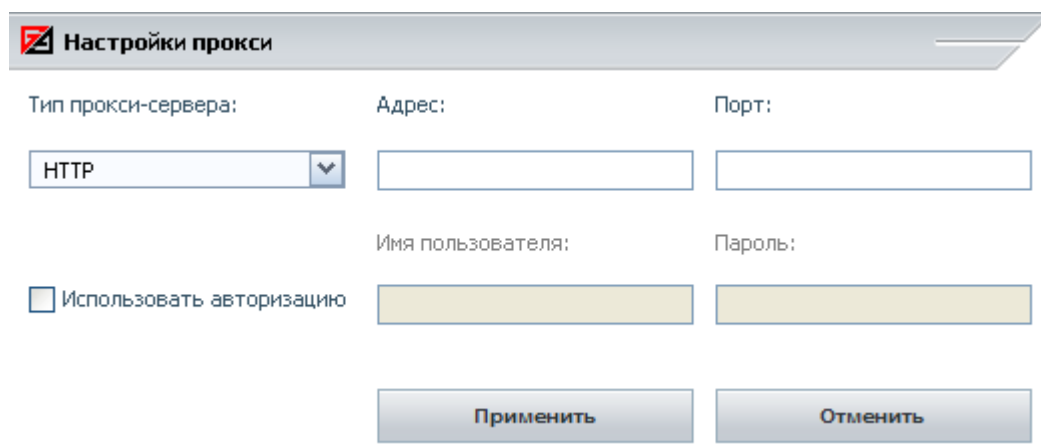 Настройки прокси
Тип прокси-сервера: Адрес: Порт:
HTTP
Имя пользователя: Пароль:
Использовать авторизацию
Применить Отменить